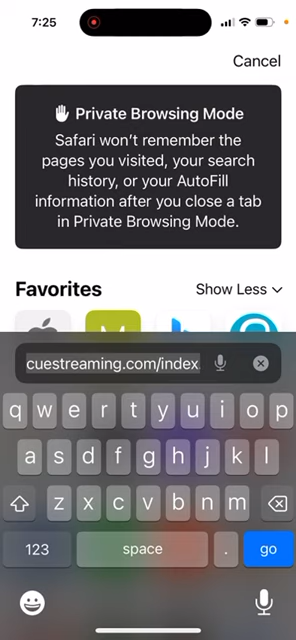 7:25
Cancel
Private Browsing Mode
Safari won't remember the
pages you visited, your search
history, or your AutoFill
information after you close a tab
in Private Browsing Mode.
Favorites
Show Less
cuestreaming.com/index
q w e r t y u i o p
a s d f g h j k l
z x c v b n m
123 space . go